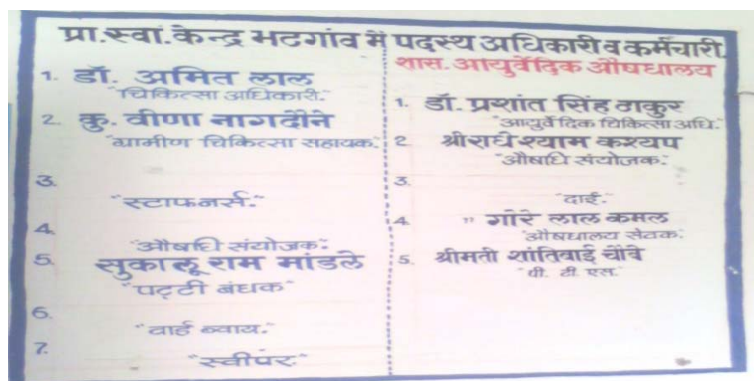 प्रा.स्वा.केन्द्र भटगांव में पदस्थ अधिकारी व कर्मचारी.
1. डॉ. अमित लाल
"चिकित्सा अधिकारी."
2. कु. वीणा नागदौने
"ग्रामीण चिकित्सा सहायक."
3.
"स्टाफनर्स."
4.
"औषधि संयोजक."
5. सुकालू राम मांडले
"पट्टी बंधक"
6.
"वार्ड ब्वाय."
7.
"स्वीपर."
शास. आयुर्वेदिक औषधालय
1. डॉ. प्रशांत सिंह ठाकुर
"आयुर्वेदिक चिकित्सा अधि."
2 श्री राधे श्याम कश्यप
"औषधि संयोजक."
3.
"दाई."
4. " गोरे लाल कमल
"औषधालय सेवक."
5. श्रीमती शांतिबाई चौबे
"पी. टी. एस."